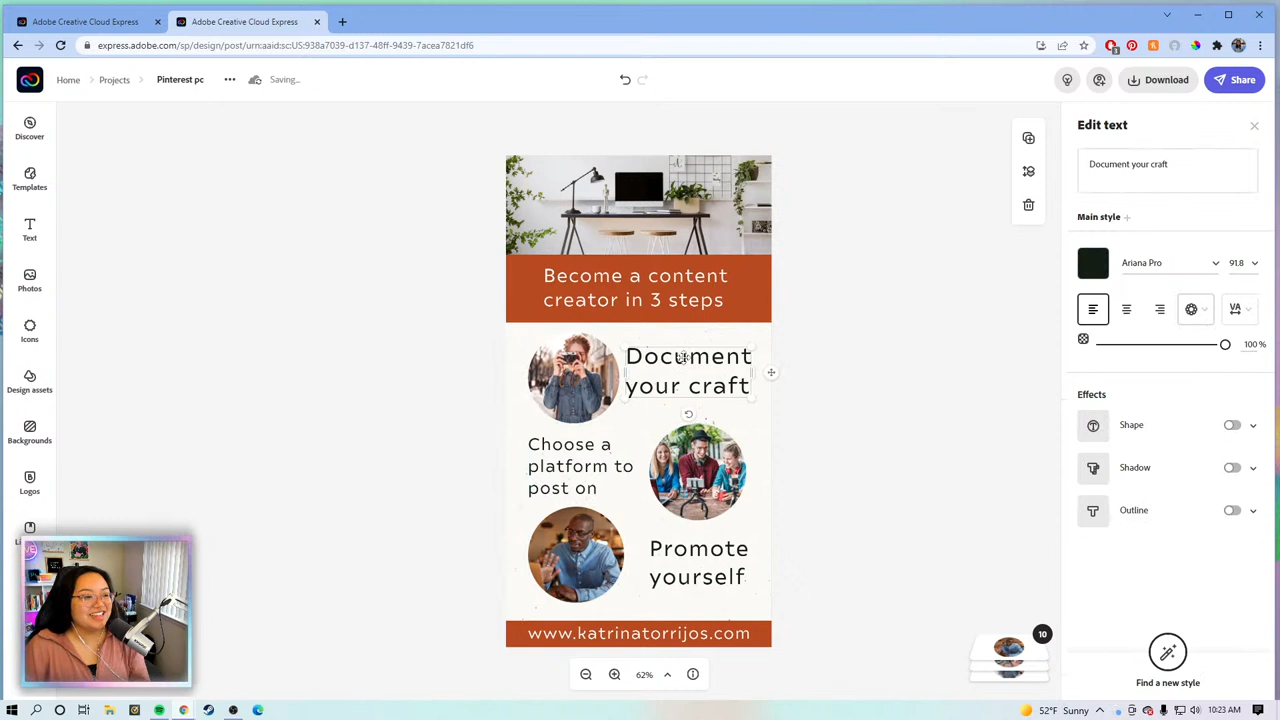 Adobe Creative Cloud Express
Adobe Creative Cloud Express
express.adobe.com/sp/design/post/urn:aaid:sc:US:938a7039-d137-48ff-9439-7acea7821df6
Home
Projects
Pinterest pc
Saving...
Download
Share
Discover
Templates
Text
Photos
Icons
Design assets
Backgrounds
Logos
Become a content
creator in 3 steps
Document
your craft
Choose a
platform to
post on
Promote
yourself
www.katrinatorrijos.com
62%
10
Edit text
Document your craft
Main style
Ariana Pro
91.8
VA
100 %
Effects
Shape
Shadow
Outline
Find a new style
52°F Sunny
10:23 AM